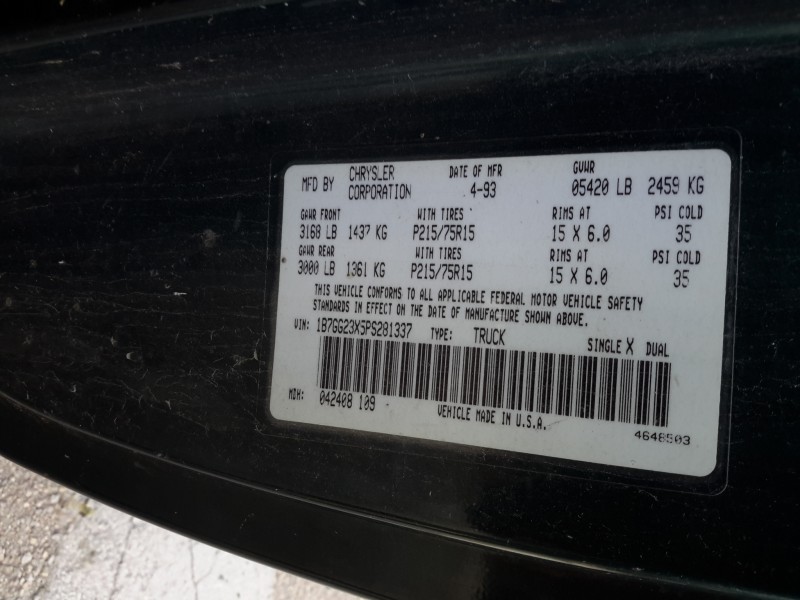 MFD BY CHRYSLER CORPORATION DATE OF MFR 4-93 GVWR 05420 LB 2459 KG
GAWR FRONT WITH TIRES RIMS AT PSI COLD
3168 LB 1437 KG P215/75R15 15 X 6.0 35
GAWR REAR WITH TIRES RIMS AT PSI COLD
3000 LB 1361 KG P215/75R15 15 X 6.0 35
THIS VEHICLE CONFORMS TO ALL APPLICABLE FEDERAL MOTOR VEHICLE SAFETY
STANDARDS IN EFFECT ON THE DATE OF MANUFACTURE SHOWN ABOVE.
VIN: 1B7GG23X5PS281337 TYPE: TRUCK SINGLE X DUAL
MDH: 042408 109 VEHICLE MADE IN U.S.A.
4648503